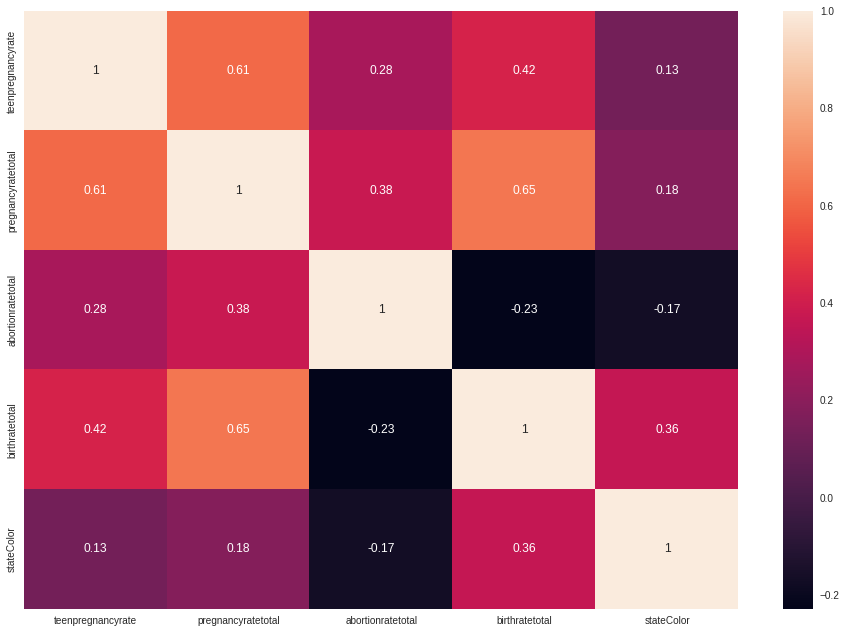 teenpregnancyrate 1 0.61 0.28 0.42 0.13
pregnancyratetotal 0.61 1 0.38 0.65 0.18
abortionratetotal 0.28 0.38 1 -0.23 -0.17
birthratetotal 0.42 0.65 -0.23 1 0.36
stateColor 0.13 0.18 -0.17 0.36 1
teenpregnancyrate pregnancyratetotal abortionratetotal birthratetotal stateColor
1.0
0.8
0.6
0.4
0.2
0.0
−0.2